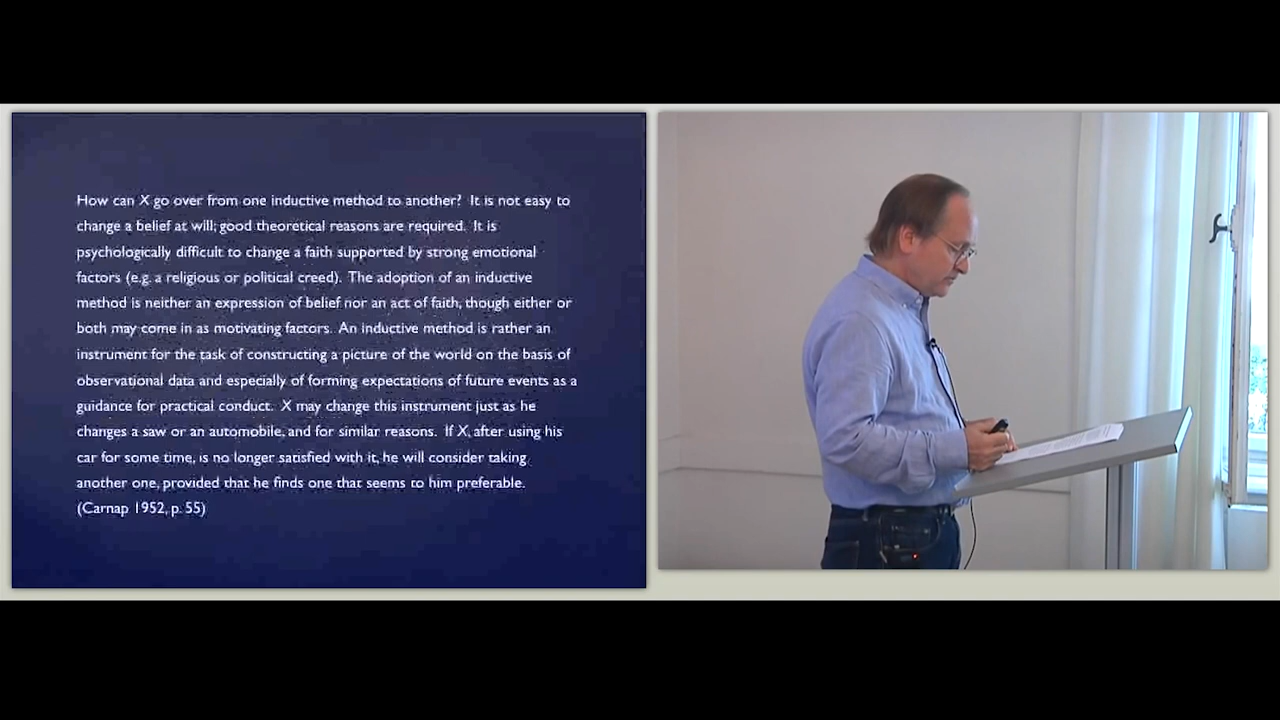 How can X go over from one inductive method to another?  It is not easy to
change a belief at will; good theoretical reasons are required.  It is
psychologically difficult to change a faith supported by strong emotional
factors (e.g. a religious or political creed).  The adoption of an inductive
method is neither an expression of belief nor an act of faith, though either or
both may come in as motivating factors.  An inductive method is rather an
instrument for the task of constructing a picture of the world on the basis of
observational data and especially of forming expectations of future events as a
guidance for practical conduct.  X may change this instrument just as he
changes a saw or an automobile, and for similar reasons.  If X, after using his
car for some time, is no longer satisfied with it, he will consider taking
another one, provided that he finds one that seems to him preferable.
(Carnap 1952, p. 55)